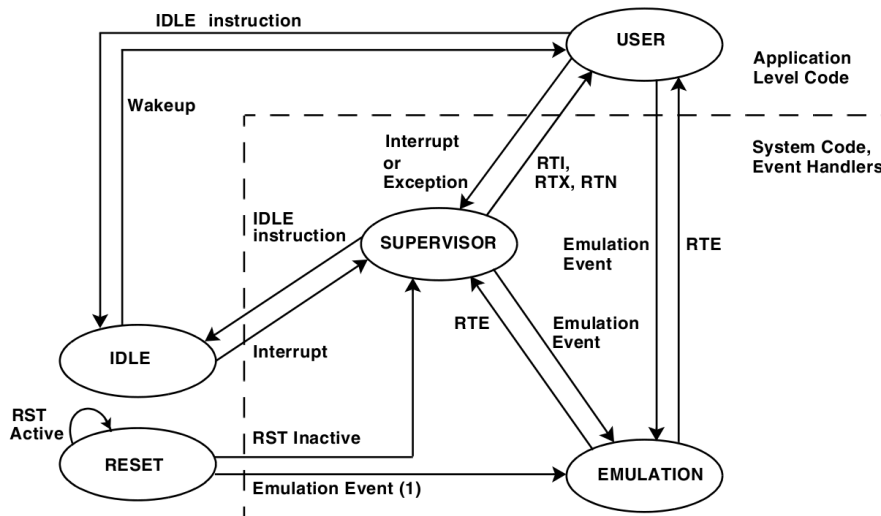 IDLE instruction
USER
Application
Level Code
Wakeup
System Code,
Event Handlers
Interrupt
or
Exception
RTI,
RTX, RTN
IDLE
instruction
SUPERVISOR
Emulation
Event
RTE
RTE
Emulation
Event
IDLE
Interrupt
RST
Active
RST Inactive
RESET
EMULATION
Emulation Event (1)